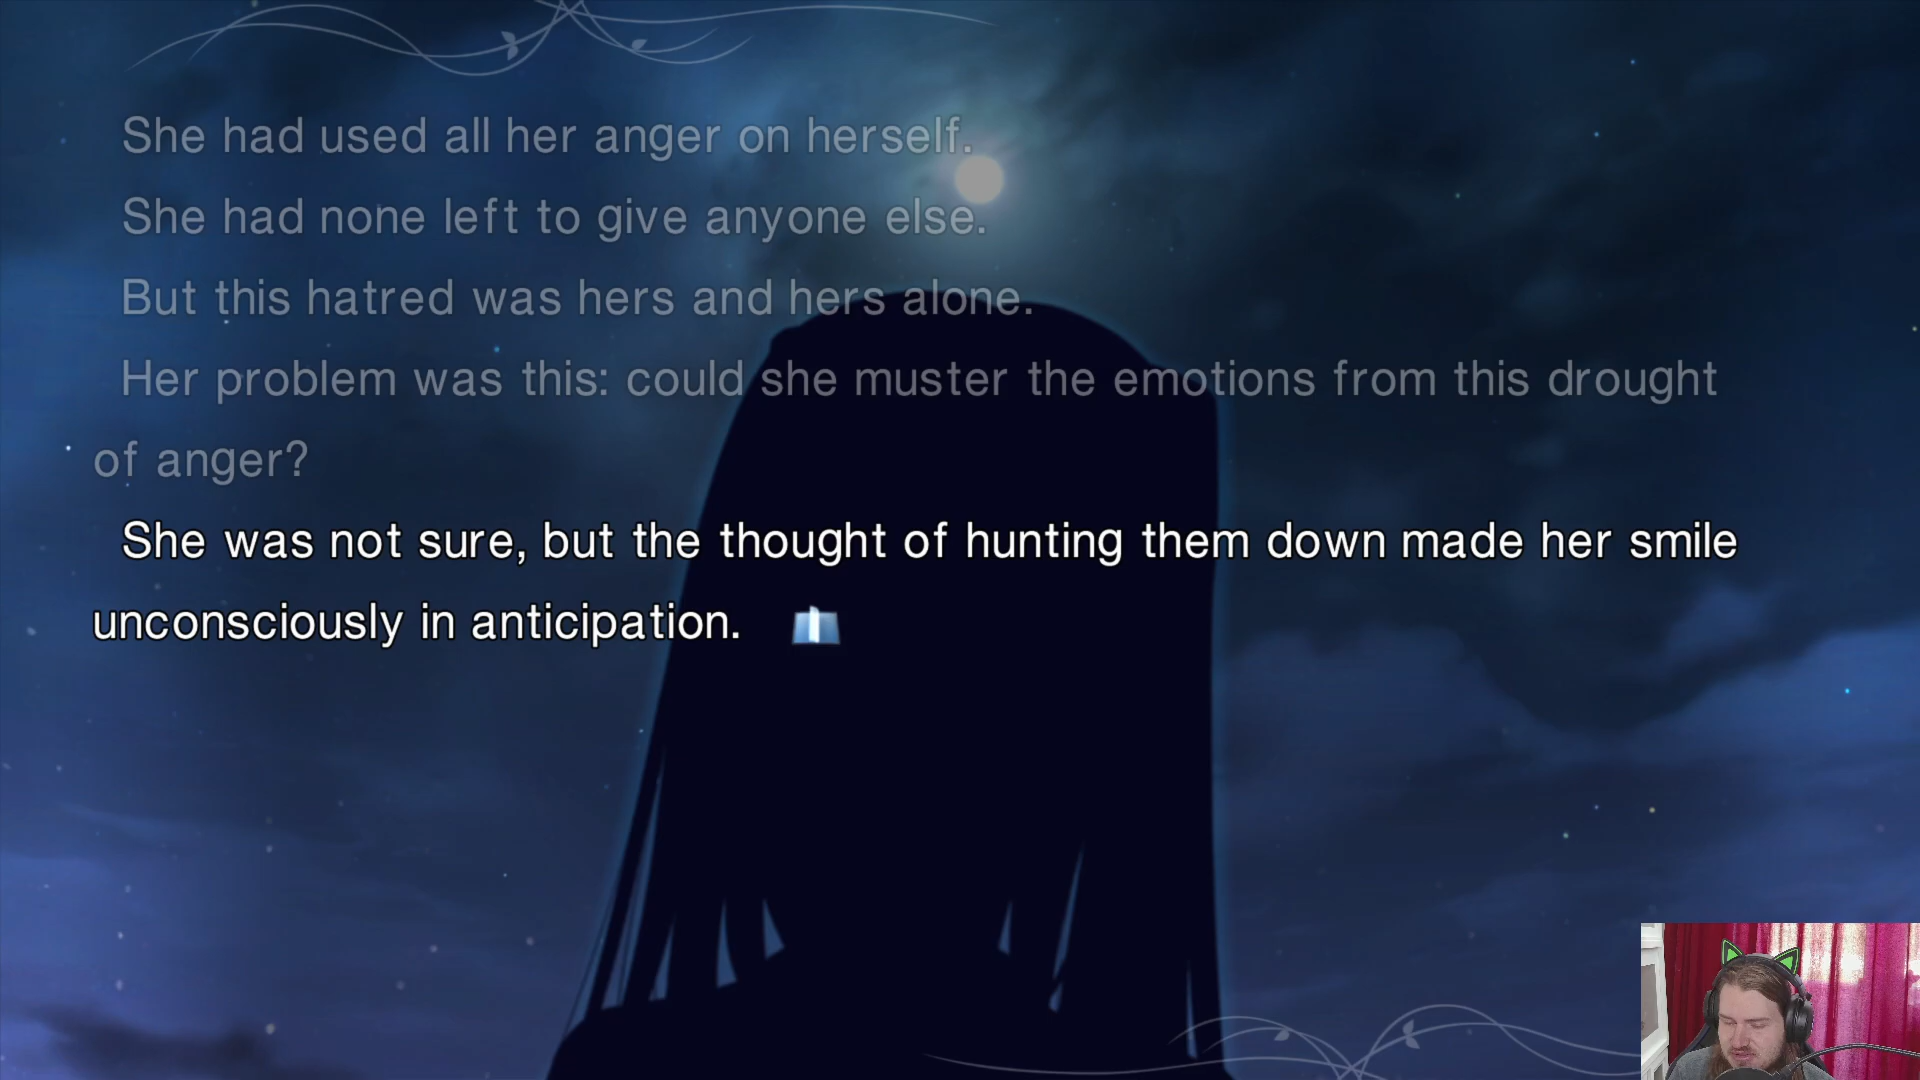 She had used all her anger on herself.
She had none left to give anyone else.
But this hatred was hers and hers alone.
Her problem was this: could she muster the emotions from this drought
of anger?
She was not sure, but the thought of hunting them down made her smile
unconsciously in anticipation.